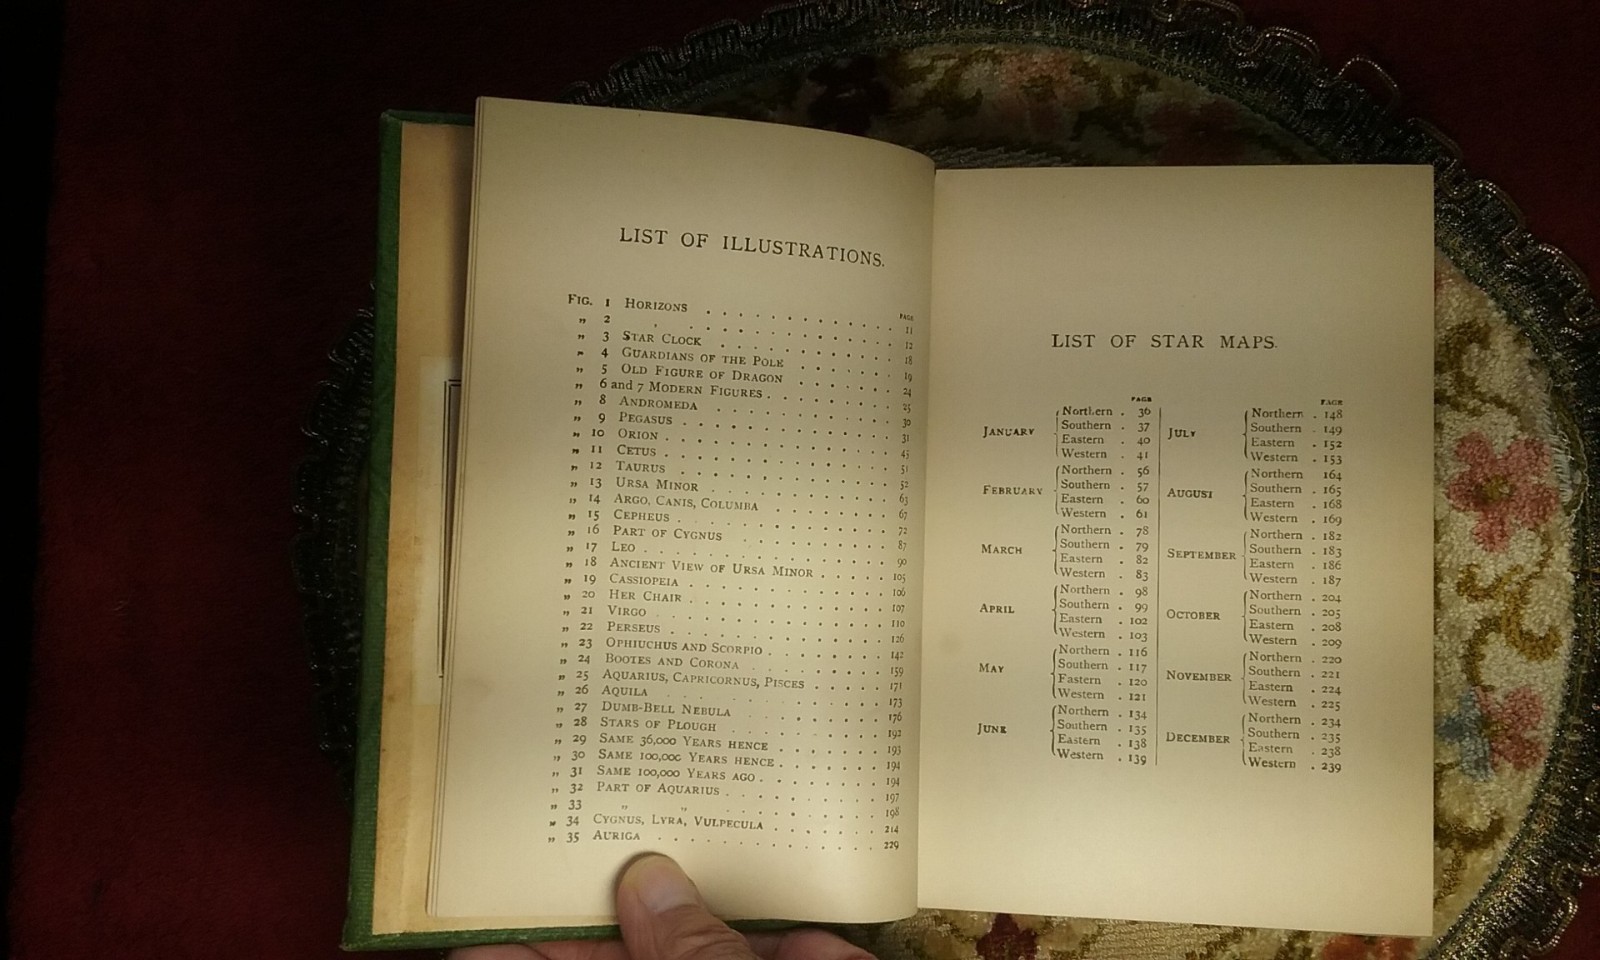 LIST OF ILLUSTRATIONS.
PAGE
FIG. 1 HORIZONS . . . . . . . . . . . . 11
„ 2 „ . . . . . . . . . . . . 12
„ 3 STAR CLOCK . . . . . . . . . . . 18
„ 4 GUARDIANS OF THE POLE . . . . . . 19
„ 5 OLD FIGURE OF DRAGON . . . . . . 24
„ 6 and 7 MODERN FIGURES . . . . . . . . 25
„ 8 ANDROMEDA . . . . . . . . . . . 30
„ 9 PEGASUS . . . . . . . . . . . . 31
„ 10 ORION . . . . . . . . . . . . 45
„ 11 CETUS . . . . . . . . . . . . 51
„ 12 TAURUS . . . . . . . . . . . . 52
„ 13 URSA MINOR . . . . . . . . . . . 63
„ 14 ARGO, CANIS, COLUMBA . . . . . . . 67
„ 15 CEPHEUS . . . . . . . . . . . . 72
„ 16 PART OF CYGNUS . . . . . . . . . 87
„ 17 LEO . . . . . . . . . . . . . 90
„ 18 ANCIENT VIEW OF URSA MINOR . . . . . 105
„ 19 CASSIOPEIA . . . . . . . . . . . 106
„ 20 HER CHAIR . . . . . . . . . . . 107
„ 21 VIRGO . . . . . . . . . . . . 110
„ 22 PERSEUS . . . . . . . . . . . . 126
„ 23 OPHIUCHUS AND SCORPIO . . . . . . . 142
„ 24 BOOTES AND CORONA . . . . . . . . 159
„ 25 AQUARIUS, CAPRICORNUS, PISCES . . . . . 171
„ 26 AQUILA . . . . . . . . . . . . 173
„ 27 DUMB-BELL NEBULA . . . . . . . . 176
„ 28 STARS OF PLOUGH . . . . . . . . . 192
„ 29 SAME 36,000 YEARS HENCE . . . . . . 193
„ 30 SAME 100,000 YEARS HENCE . . . . . . 194
„ 31 SAME 100,000 YEARS AGO . . . . . . . 194
„ 32 PART OF AQUARIUS . . . . . . . . 197
„ 33 „ „ . . . . . . . . 198
„ 34 CYGNUS, LYRA, VULPECULA . . . . . . 214
„ 35 AURIGA . . . . . . . . . . . . 229
LIST OF STAR MAPS.
PAGE
JANUARY
Northern . 36
Southern . 37
Eastern . 40
Western . 41
FEBRUARY
Northern . 56
Southern . 57
Eastern . 60
Western . 61
MARCH
Northern . 78
Southern . 79
Eastern . 82
Western . 83
APRIL
Northern . 98
Southern . 99
Eastern . 102
Western . 103
MAY
Northern . 116
Southern . 117
Eastern . 120
Western . 121
JUNE
Northern . 134
Southern . 135
Eastern . 138
Western . 139
PAGE
JULY
Northern . 148
Southern . 149
Eastern . 152
Western . 153
AUGUST
Northern . 164
Southern . 165
Eastern . 168
Western . 169
SEPTEMBER
Northern . 182
Southern . 183
Eastern . 186
Western . 187
OCTOBER
Northern . 204
Southern . 205
Eastern . 208
Western . 209
NOVEMBER
Northern . 220
Southern . 221
Eastern . 224
Western . 225
DECEMBER
Northern . 234
Southern . 235
Eastern . 238
Western . 239